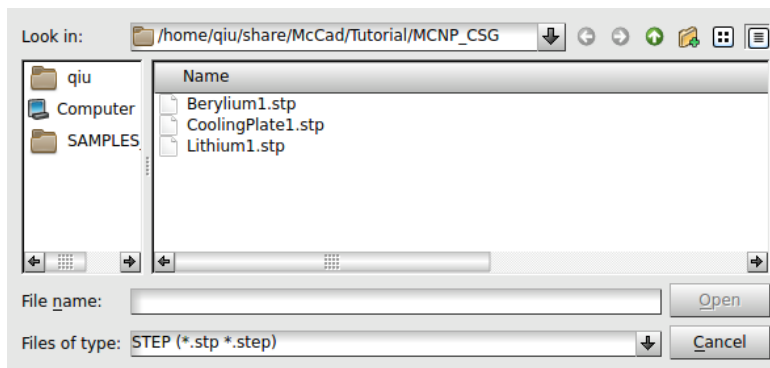 Look in: /home/qiu/share/McCad/Tutorial/MCNP_CSG
qiu
Computer
SAMPLES_
Name
Berylium1.stp
CoolingPlate1.stp
Lithium1.stp
File name: Open
Files of type: STEP (*.stp *.step) Cancel